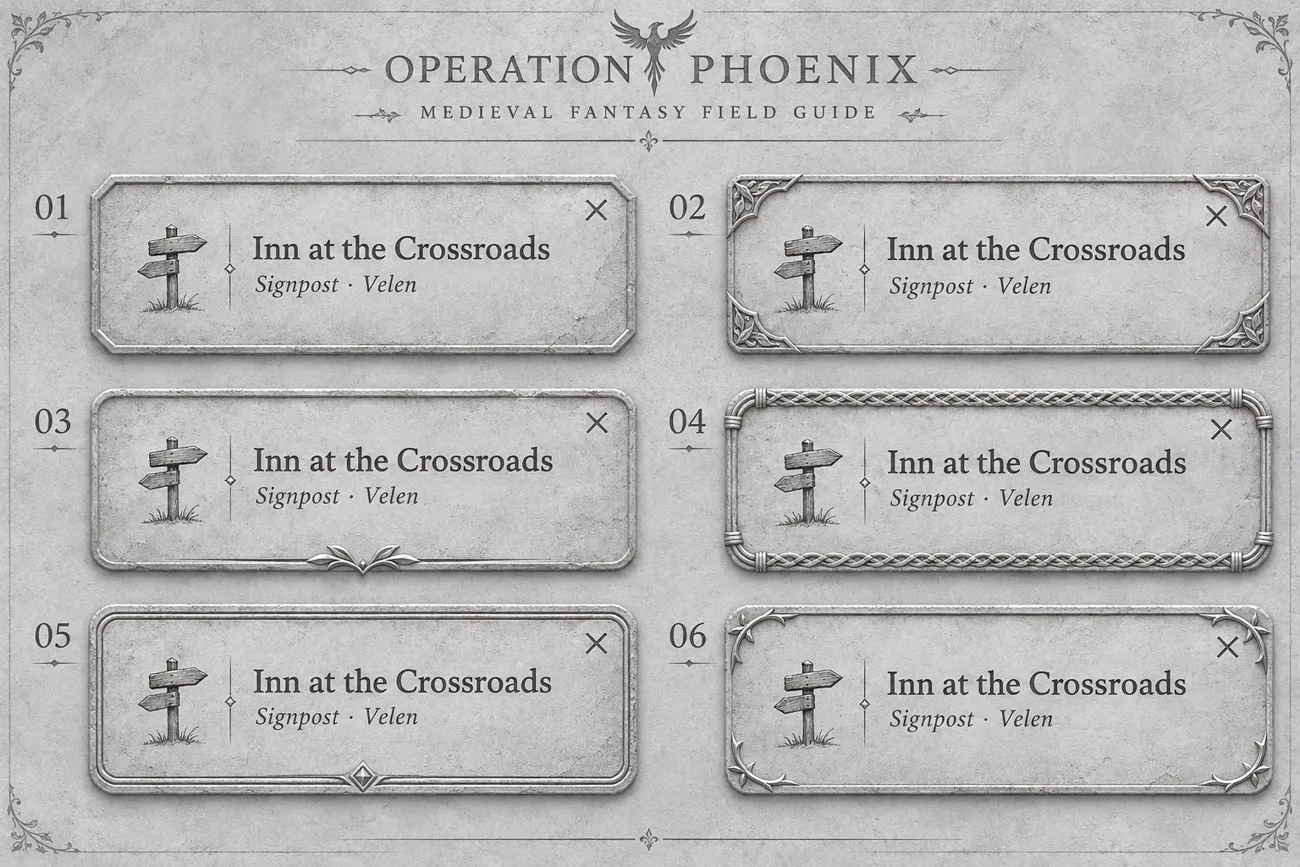 OPERATION PHOENIX
MEDIEVAL FANTASY FIELD GUIDE
01
Inn at the Crossroads
Signpost · Velen
02
Inn at the Crossroads
Signpost · Velen
03
Inn at the Crossroads
Signpost · Velen
04
Inn at the Crossroads
Signpost · Velen
05
Inn at the Crossroads
Signpost · Velen
06
Inn at the Crossroads
Signpost · Velen